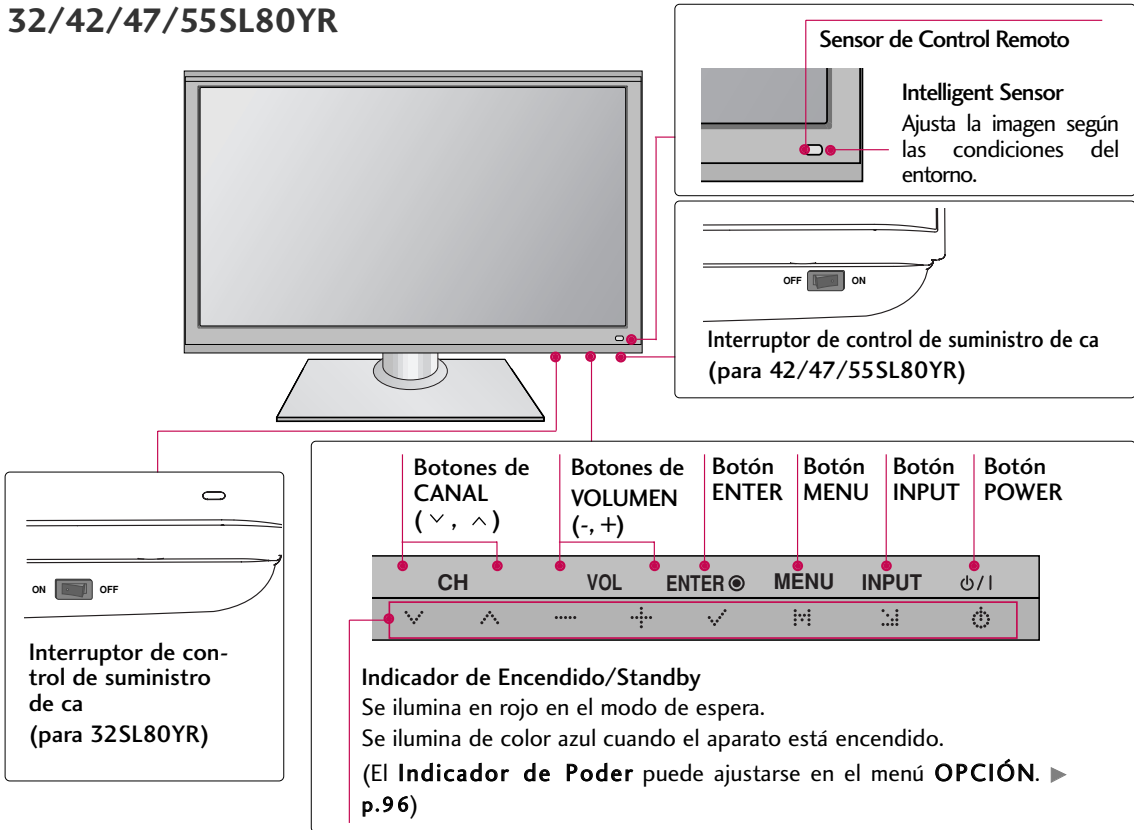 32/42/47/55SL80YR
Sensor de Control Remoto
Intelligent Sensor
Ajusta la imagen según
las condiciones del
entorno.
OFF ON
Interruptor de control de suministro de ca
(para 42/47/55SL80YR)
ON OFF
Interruptor de con-
trol de suministro
de ca
(para 32SL80YR)
Botones de
CANAL
(﹀, ︿)
Botones de
VOLUMEN
(-, +)
Botón
ENTER
Botón
MENU
Botón
INPUT
Botón
POWER
CH VOL ENTER MENU INPUT ⏻/I
Indicador de Encendido/Standby
Se ilumina en rojo en el modo de espera.
Se ilumina de color azul cuando el aparato está encendido.
(El Indicador de Poder puede ajustarse en el menú OPCIÓN. ▶
p.96)